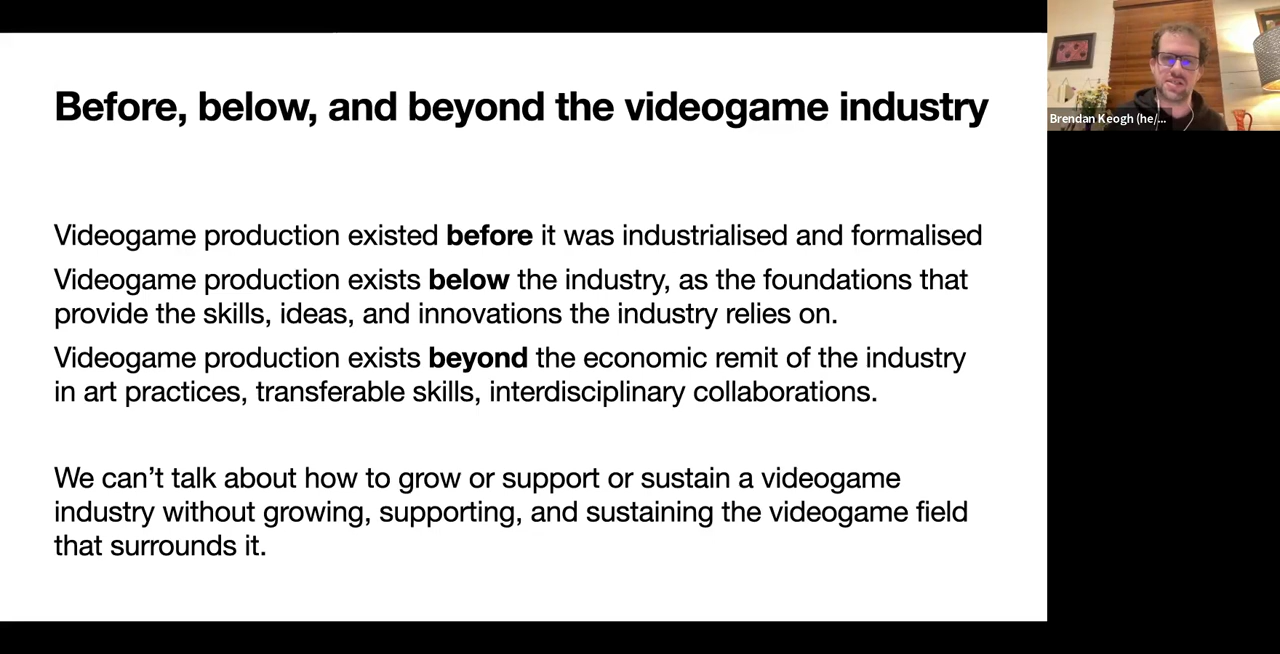 Before, below, and beyond the videogame industry
Brendan Keogh (he/...
Videogame production existed before it was industrialised and formalised
Videogame production exists below the industry, as the foundations that
provide the skills, ideas, and innovations the industry relies on.
Videogame production exists beyond the economic remit of the industry
in art practices, transferable skills, interdisciplinary collaborations.
We can’t talk about how to grow or support or sustain a videogame
industry without growing, supporting, and sustaining the videogame field
that surrounds it.